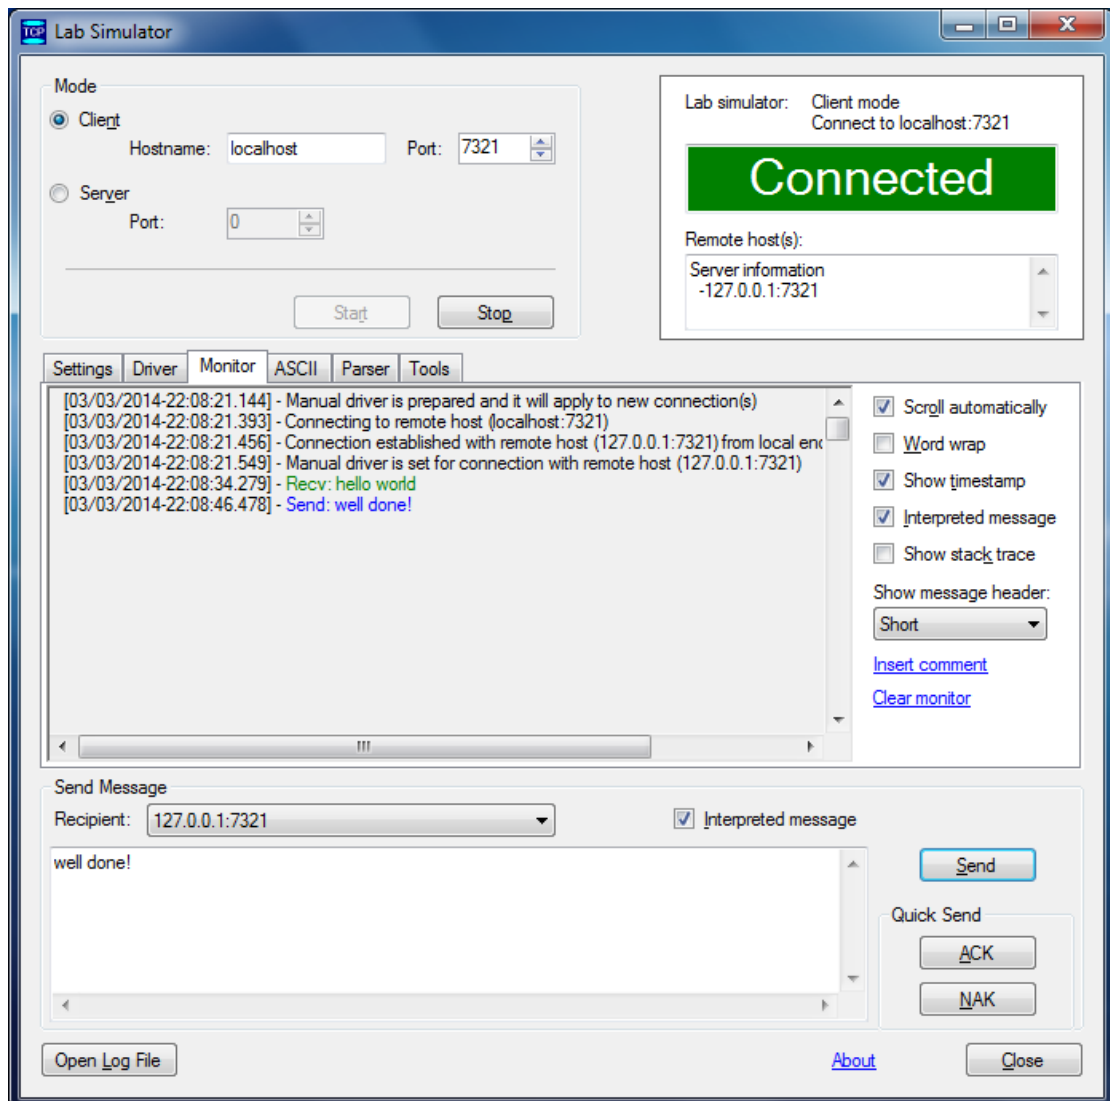 TCP Lab Simulator
Mode
Client
Hostname: localhost Port: 7321
Server
Port: 0
Start Stop
Lab simulator: Client mode
Connect to localhost:7321
Connected
Remote host(s):
Server information
-127.0.0.1:7321
Settings Driver Monitor ASCII Parser Tools
[03/03/2014-22:08:21.144] - Manual driver is prepared and it will apply to new connection(s)
[03/03/2014-22:08:21.393] - Connecting to remote host (localhost:7321)
[03/03/2014-22:08:21.456] - Connection established with remote host (127.0.0.1:7321) from local end
[03/03/2014-22:08:21.549] - Manual driver is set for connection with remote host (127.0.0.1:7321)
[03/03/2014-22:08:34.279] - Recv: hello world
[03/03/2014-22:08:46.478] - Send: well done!
Scroll automatically
Word wrap
Show timestamp
Interpreted message
Show stack trace
Show message header:
Short
Insert comment
Clear monitor
Send Message
Recipient: 127.0.0.1:7321 Interpreted message
well done!
Send
Quick Send
ACK
NAK
Open Log File About Close